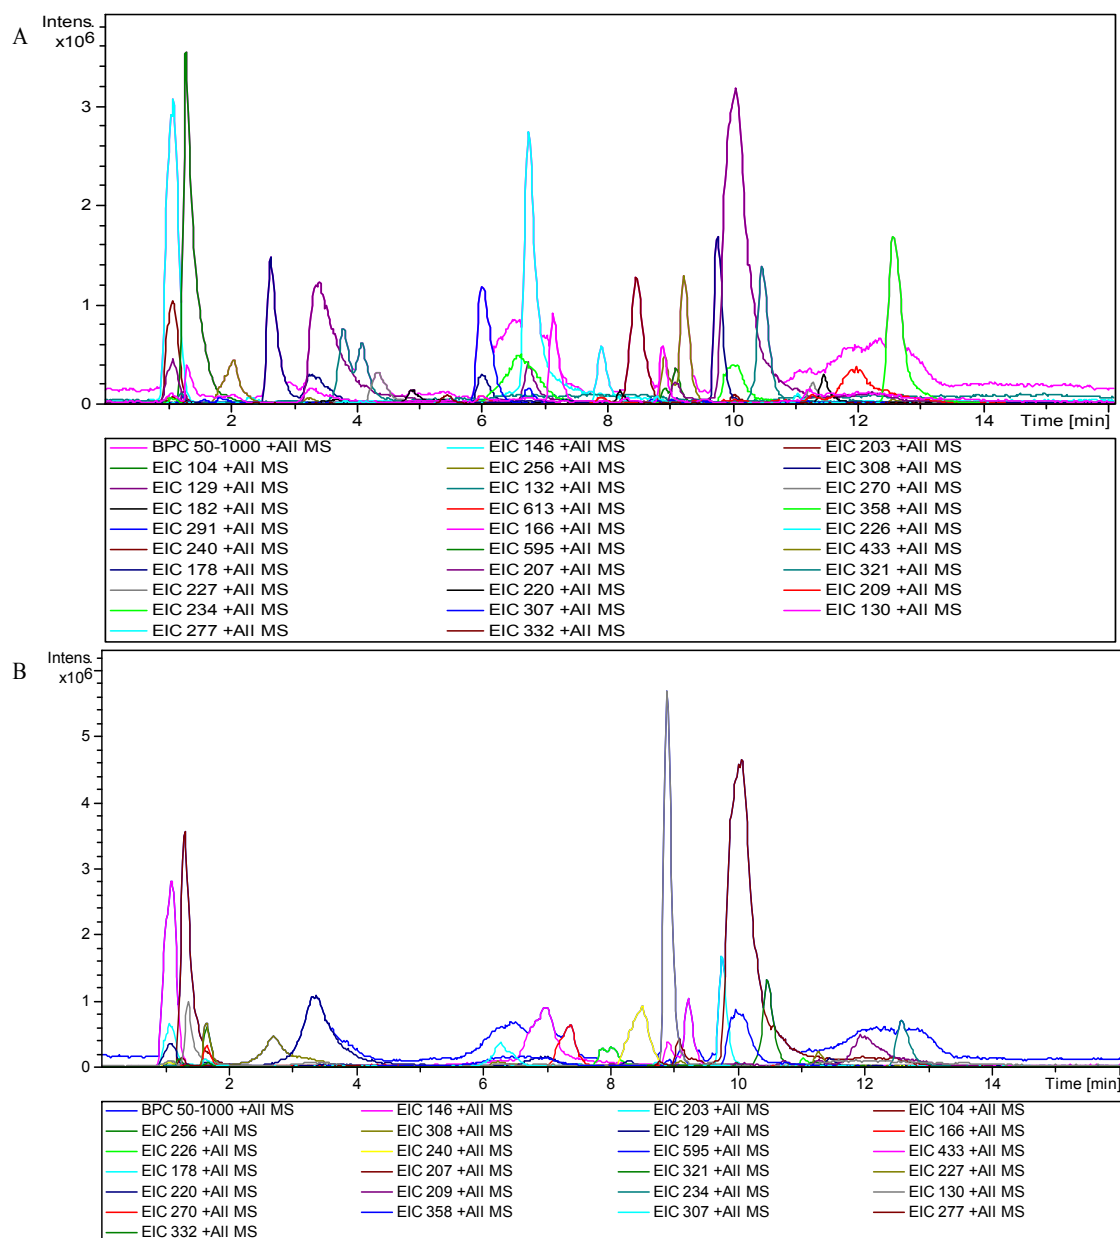 A
Intens.
x10⁶
3
2
1
0
2 4 6 8 10 12 14 Time [min]
BPC 50-1000 +All MS EIC 146 +All MS EIC 203 +All MS
EIC 104 +All MS EIC 256 +All MS EIC 308 +All MS
EIC 129 +All MS EIC 132 +All MS EIC 270 +All MS
EIC 182 +All MS EIC 613 +All MS EIC 358 +All MS
EIC 291 +All MS EIC 166 +All MS EIC 226 +All MS
EIC 240 +All MS EIC 595 +All MS EIC 433 +All MS
EIC 178 +All MS EIC 207 +All MS EIC 321 +All MS
EIC 227 +All MS EIC 220 +All MS EIC 209 +All MS
EIC 234 +All MS EIC 307 +All MS EIC 130 +All MS
EIC 277 +All MS EIC 332 +All MS
B
Intens.
x10⁶
5
4
3
2
1
0
2 4 6 8 10 12 14 Time [min]
BPC 50-1000 +All MS EIC 146 +All MS EIC 203 +All MS EIC 104 +All MS
EIC 256 +All MS EIC 308 +All MS EIC 129 +All MS EIC 166 +All MS
EIC 226 +All MS EIC 240 +All MS EIC 595 +All MS EIC 433 +All MS
EIC 178 +All MS EIC 207 +All MS EIC 321 +All MS EIC 227 +All MS
EIC 220 +All MS EIC 209 +All MS EIC 234 +All MS EIC 130 +All MS
EIC 270 +All MS EIC 358 +All MS EIC 307 +All MS EIC 277 +All MS
EIC 332 +All MS